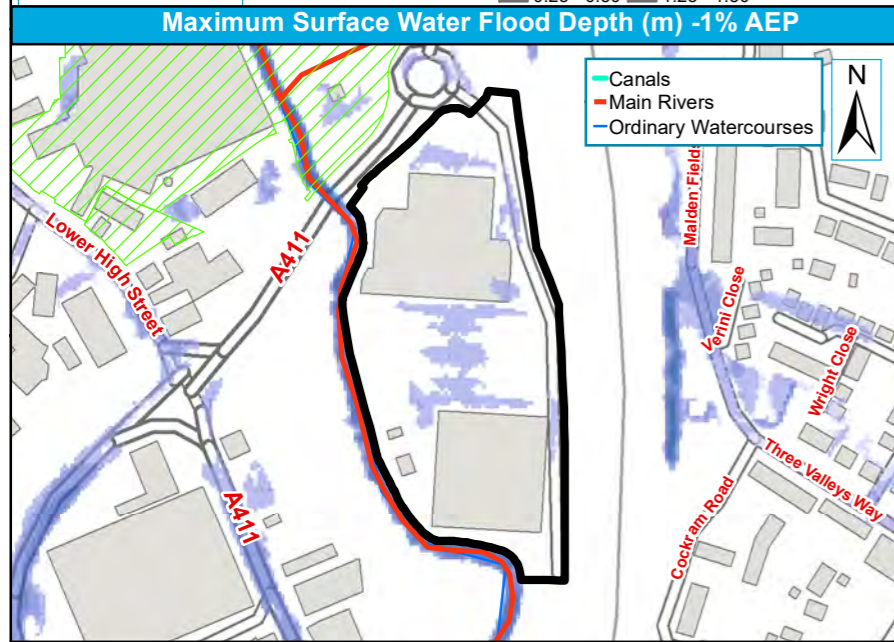 Maximum Surface Water Flood Depth (m) -1% AEP
Canals
Main Rivers
Ordinary Watercourses
N
Lower High Street
A411
A411
Malden Fields
Verini Close
Wright Close
Three Valleys Way
Cockram Road